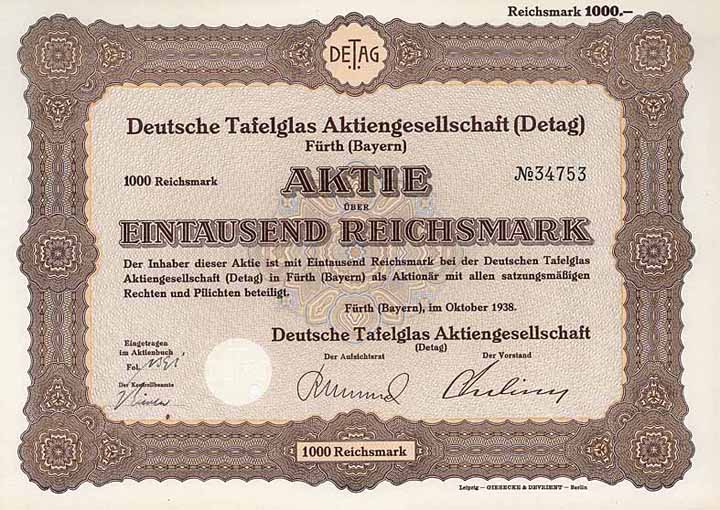 Reichsmark 1000.—
DETAG
Deutsche Tafelglas Aktiengesellschaft (Detag)
Fürth (Bayern)
1000 Reichsmark
AKTIE
№34753
ÜBER
EINTAUSEND REICHSMARK
Der Inhaber dieser Aktie ist mit Eintausend Reichsmark bei der Deutschen Tafelglas
Aktiengesellschaft (Detag) in Fürth (Bayern) als Aktionär mit allen satzungsmäßigen
Rechten und Pflichten beteiligt.
Fürth (Bayern), im Oktober 1938.
Deutsche Tafelglas Aktiengesellschaft
(Detag)
Eingetragen
im Aktienbuch
Fol.
Der Aufsichtsrat
Der Vorstand
Der Kontrollbeamte
1000 Reichsmark
Leipzig – GIESECKE & DEVRIENT – Berlin